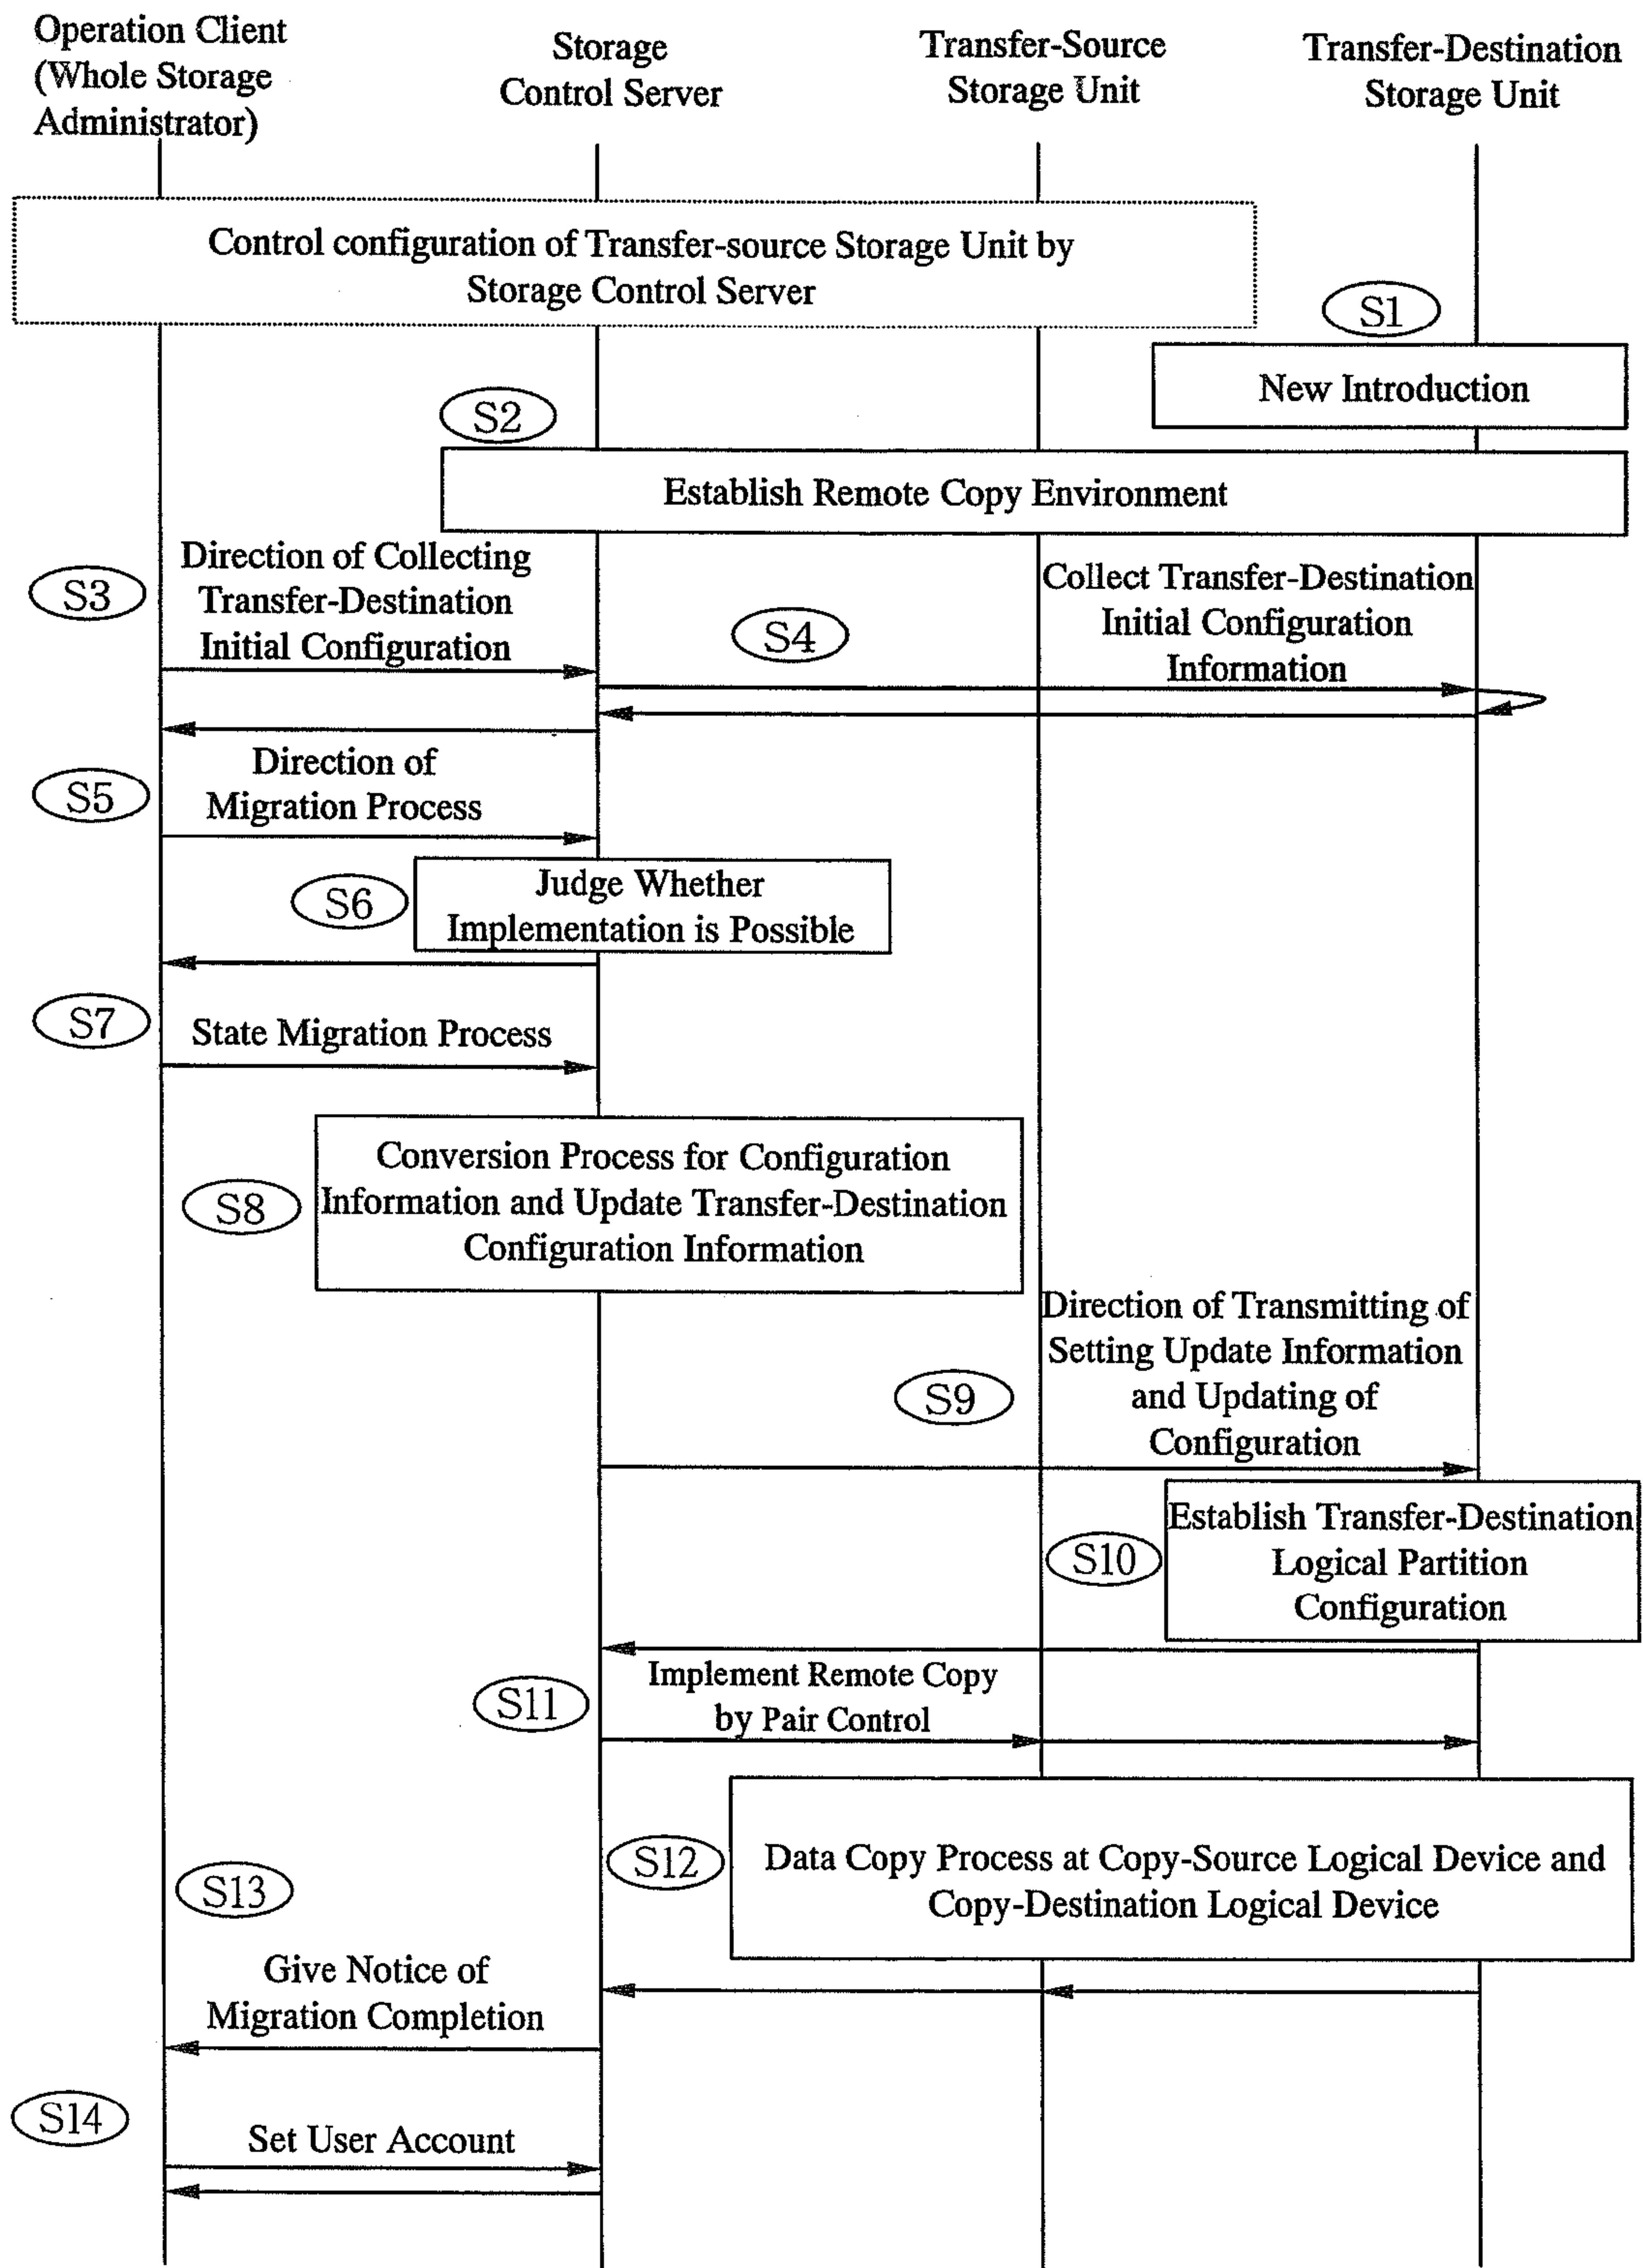 Operation Client
(Whole Storage
Administrator)
Storage
Control Server
Transfer-Source
Storage Unit
Transfer-Destination
Storage Unit
Control configuration of Transfer-source Storage Unit by
Storage Control Server
S1
New Introduction
S2
Establish Remote Copy Environment
S3
Direction of Collecting
Transfer-Destination
Initial Configuration
S4
Collect Transfer-Destination
Initial Configuration
Information
S5
Direction of
Migration Process
S6
Judge Whether
Implementation is Possible
S7
State Migration Process
S8
Conversion Process for Configuration
Information and Update Transfer-Destination
Configuration Information
S9
Direction of Transmitting of
Setting Update Information
and Updating of
Configuration
S10
Establish Transfer-Destination
Logical Partition
Configuration
S11
Implement Remote Copy
by Pair Control
S12
Data Copy Process at Copy-Source Logical Device and
Copy-Destination Logical Device
S13
Give Notice of
Migration Completion
S14
Set User Account